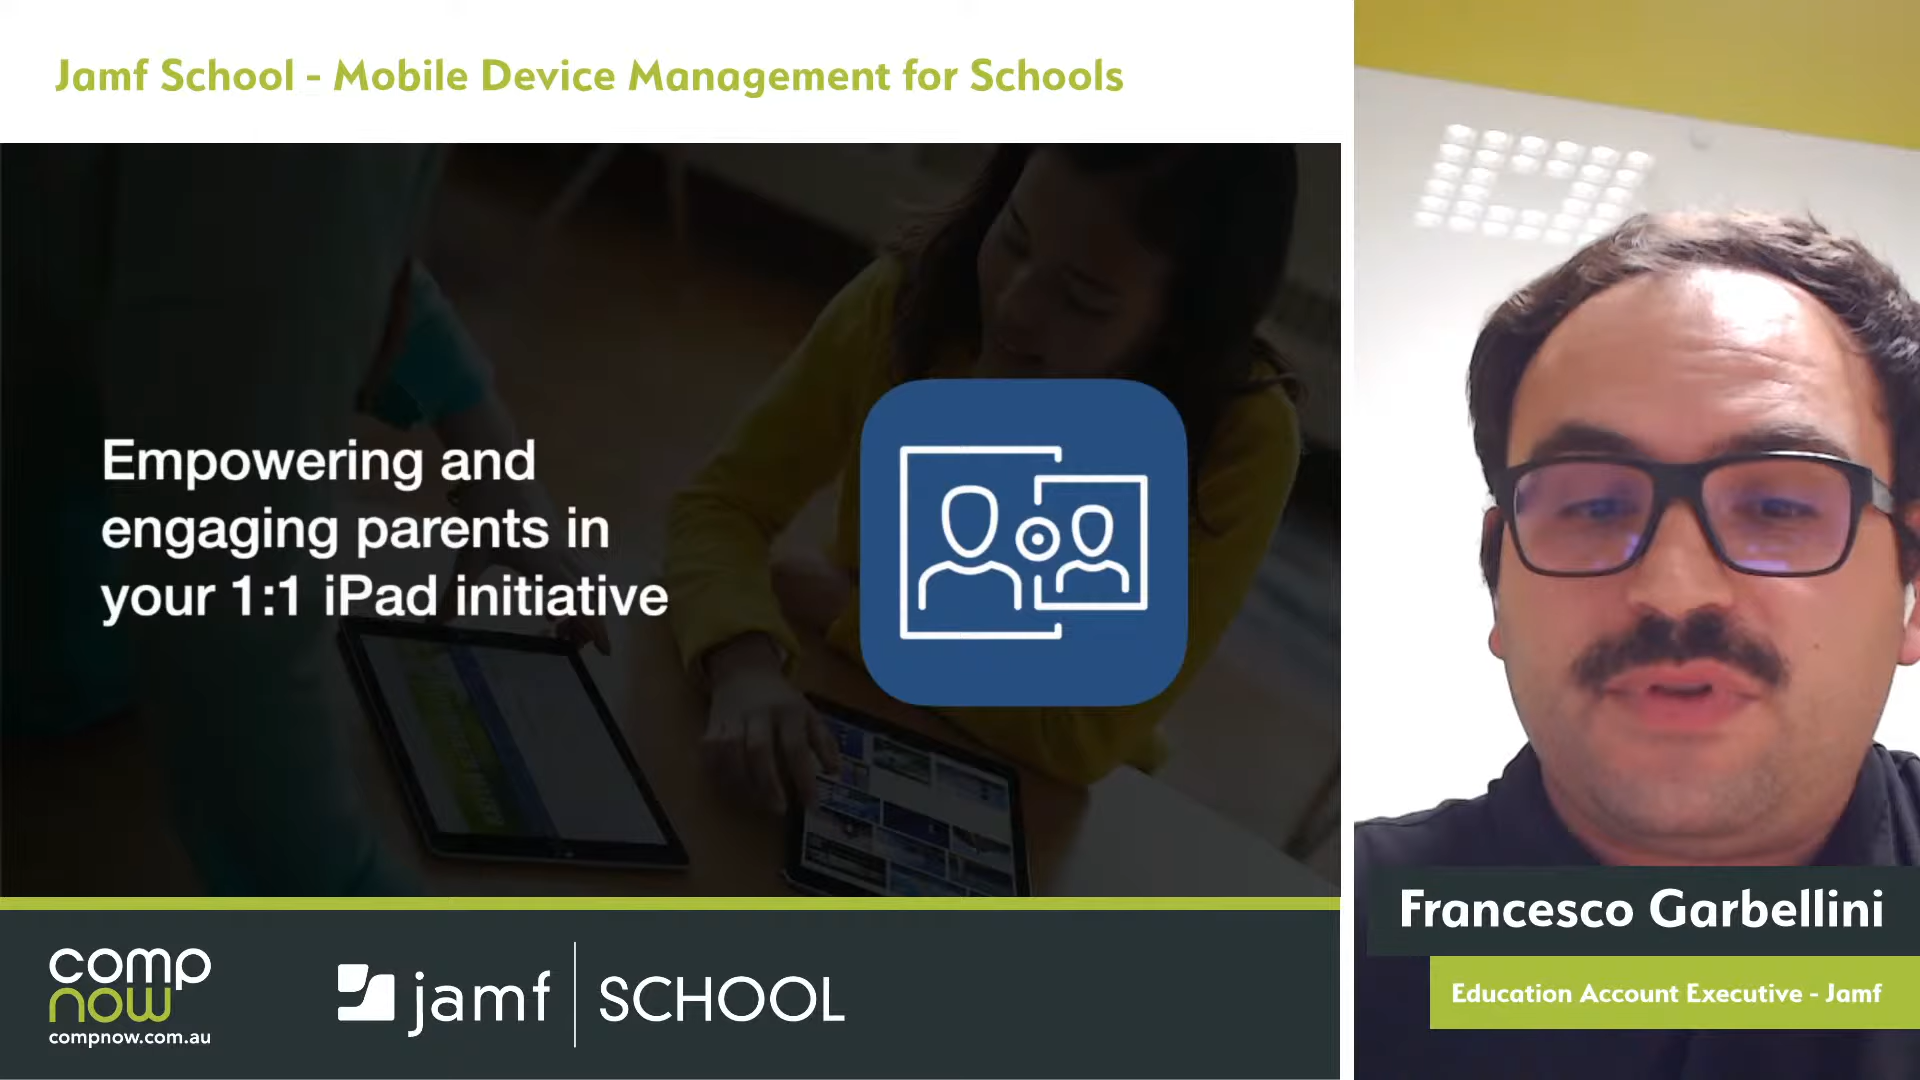 Jamf School - Mobile Device Management for Schools
Empowering and
engaging parents in
your 1:1 iPad initiative
comp
now
compnow.com.au
jamf | SCHOOL
Francesco Garbellini
Education Account Executive - Jamf